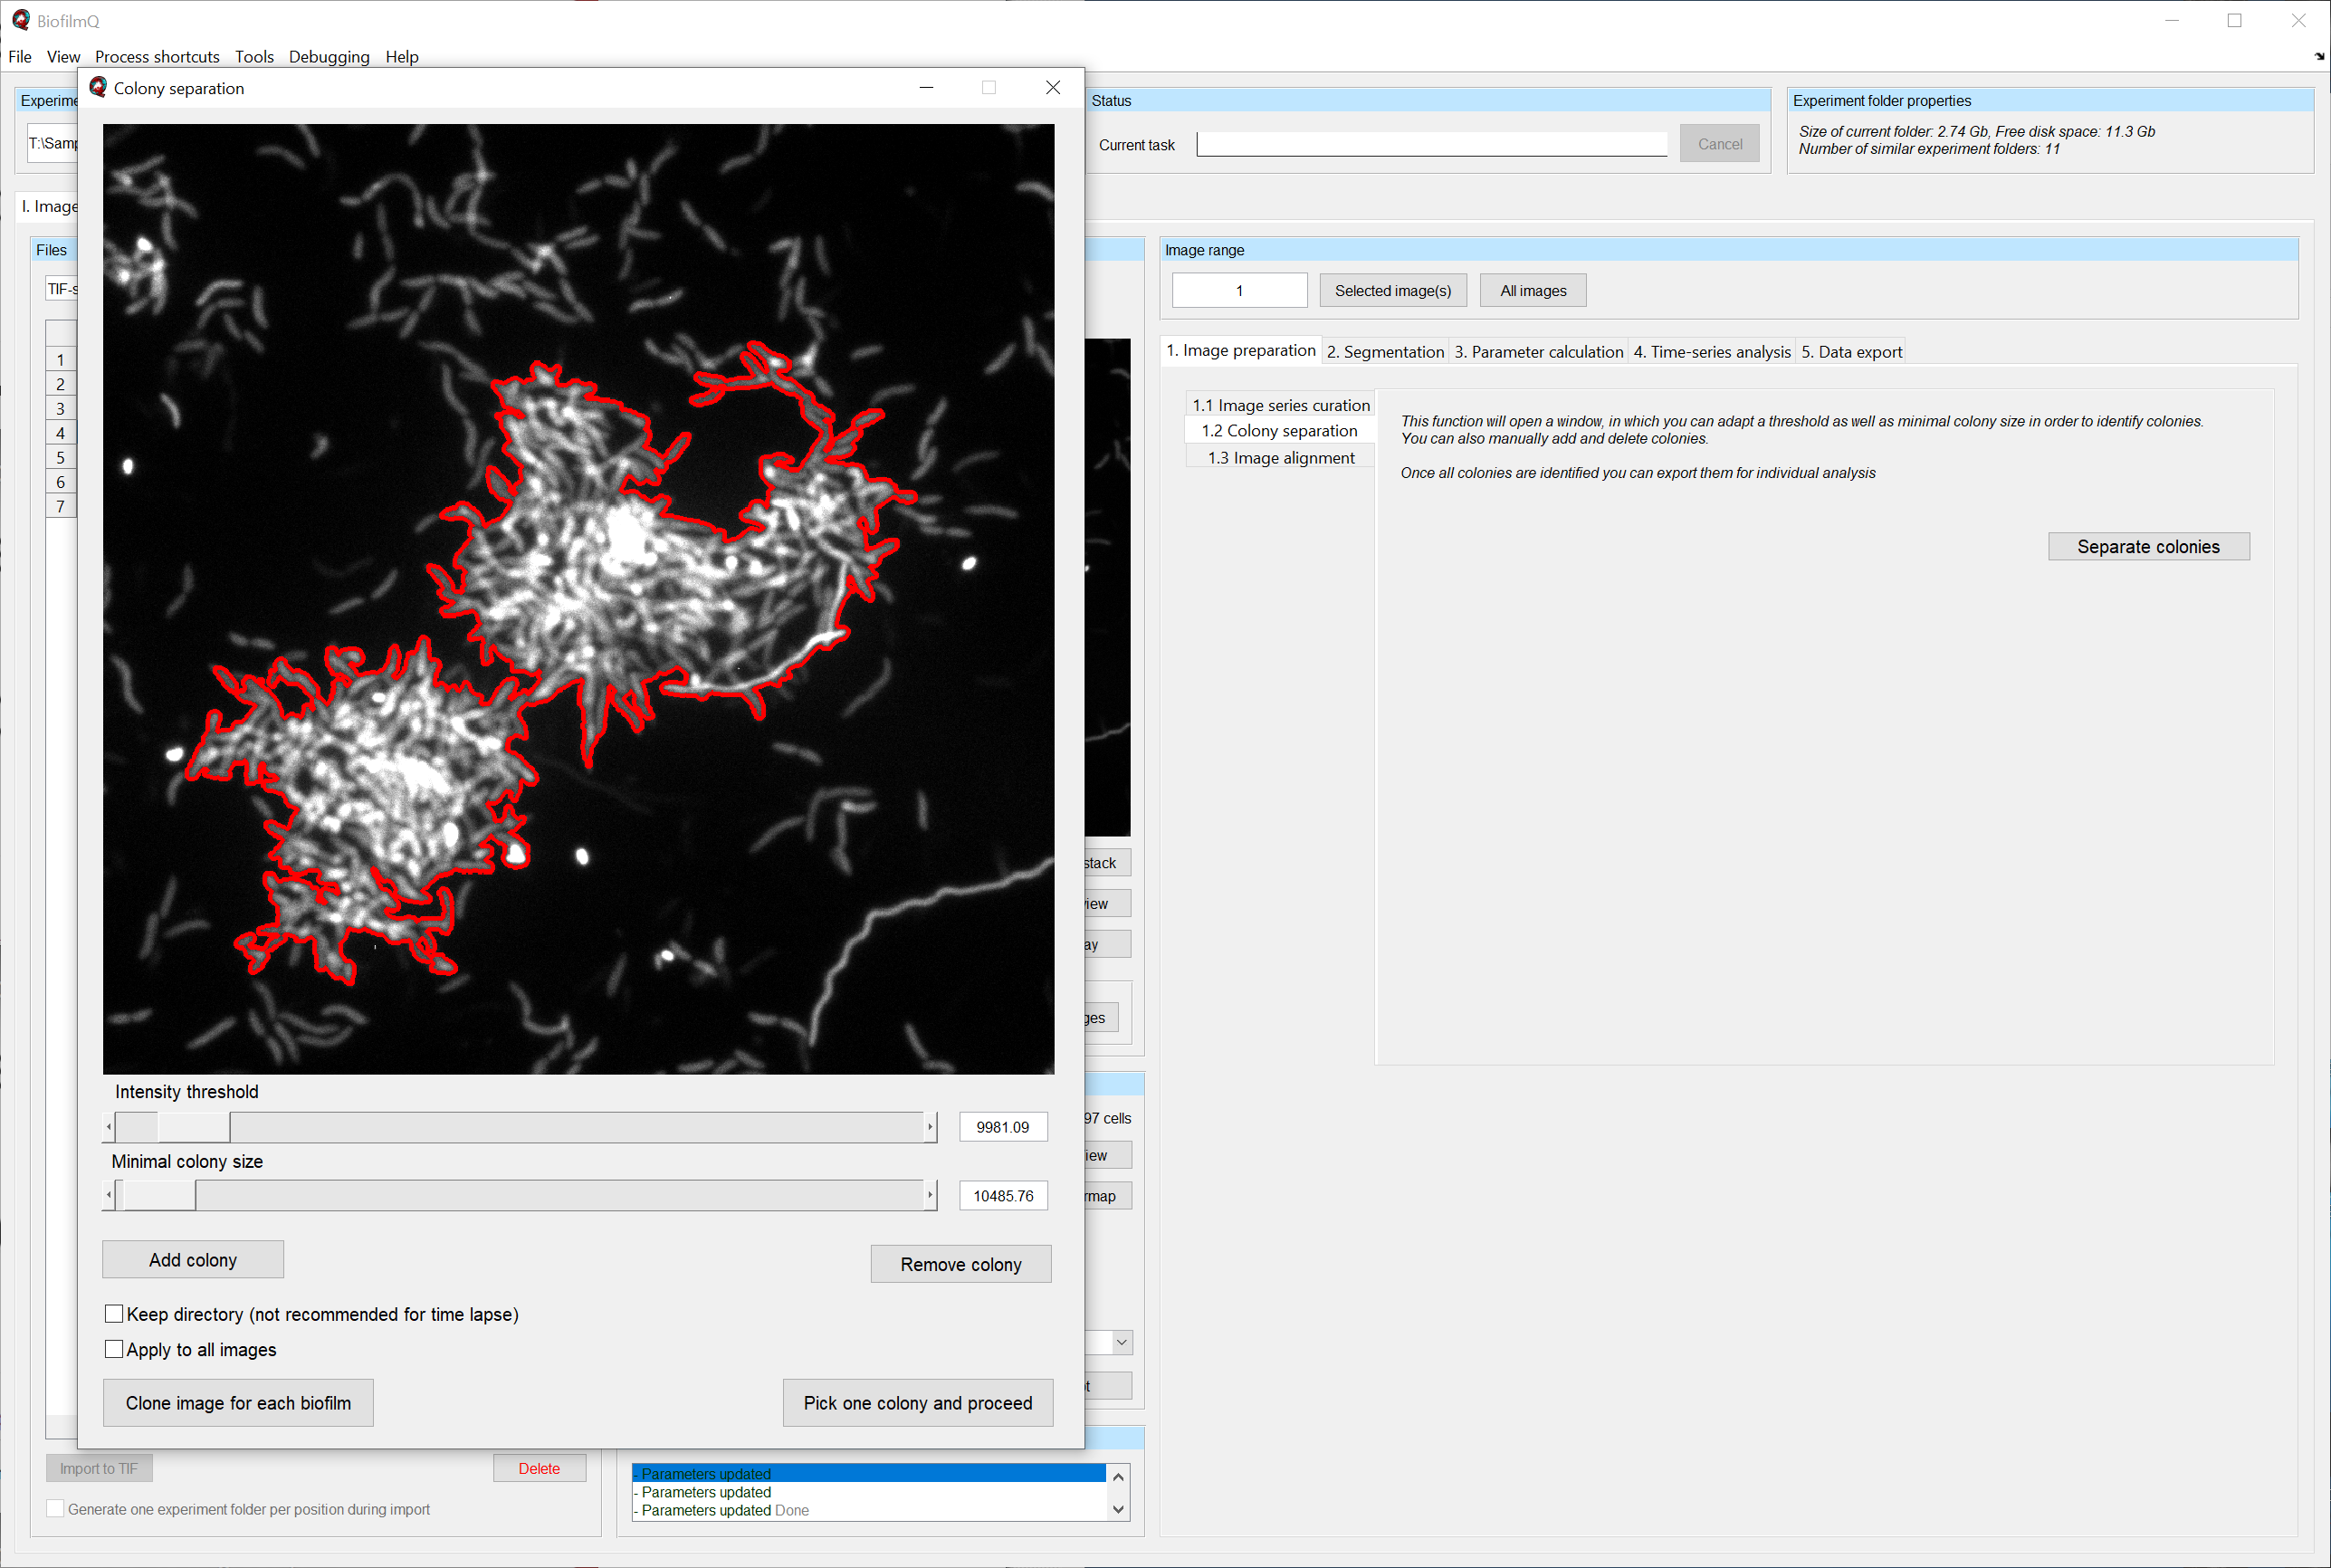 BiofilmQ
File View Process shortcuts Tools Debugging Help
Colony separation
Status
Experiment folder properties
T:\Samp
Current task
Cancel
Size of current folder: 2.74 Gb, Free disk space: 11.3 Gb
Number of similar experiment folders: 11
I. Image
Files
Image range
TIF-s
1
Selected image(s)
All images
1. Image preparation 2. Segmentation 3. Parameter calculation 4. Time-series analysis 5. Data export
1
2
3
4
5
6
7
1.1 Image series curation
1.2 Colony separation
1.3 Image alignment
This function will open a window, in which you can adapt a threshold as well as minimal colony size in order to identify colonies.
You can also manually add and delete colonies.
Once all colonies are identified you can export them for individual analysis
Separate colonies
stack
Intensity threshold
9981.09
97 cells
Minimal colony size
10485.76
Add colony
Remove colony
Keep directory (not recommended for time lapse)
Apply to all images
Clone image for each biofilm
Pick one colony and proceed
Import to TIF
Delete
Generate one experiment folder per position during import
- Parameters updated
- Parameters updated
- Parameters updated Done